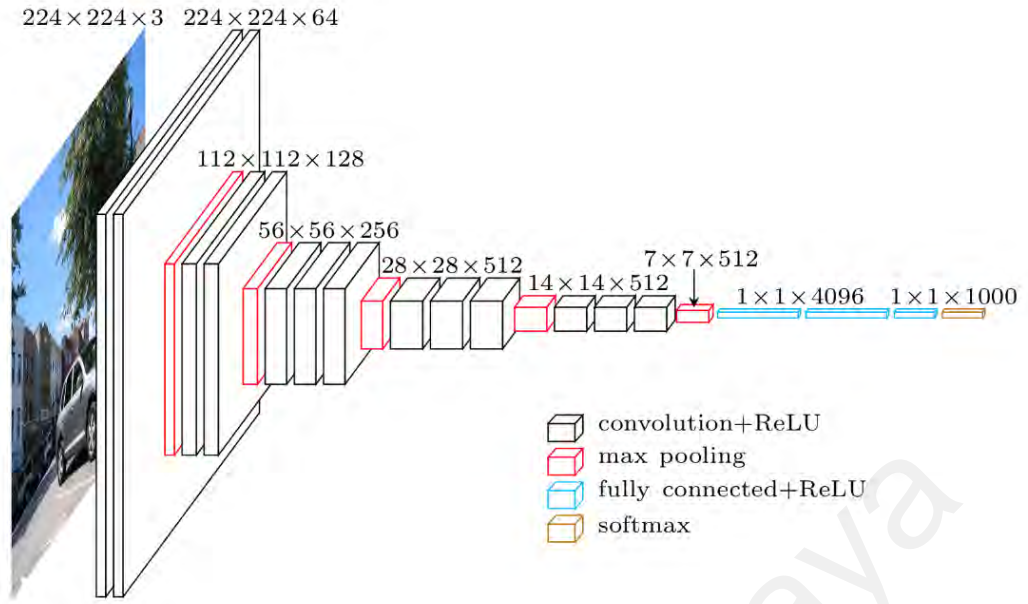 224×224×3
224×224×64
112×112×128
56×56×256
28×28×512
14×14×512
7×7×512
1×1×4096
1×1×1000
convolution+ReLU
max pooling
fully connected+ReLU
softmax
aya